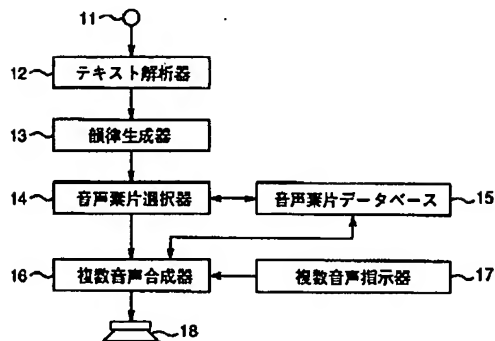 11
12 テキスト解析器
13 韻律生成器
14 音声素片選択器 音声素片データベース 15
16 複数音声合成器 複数音声指示器 17
18